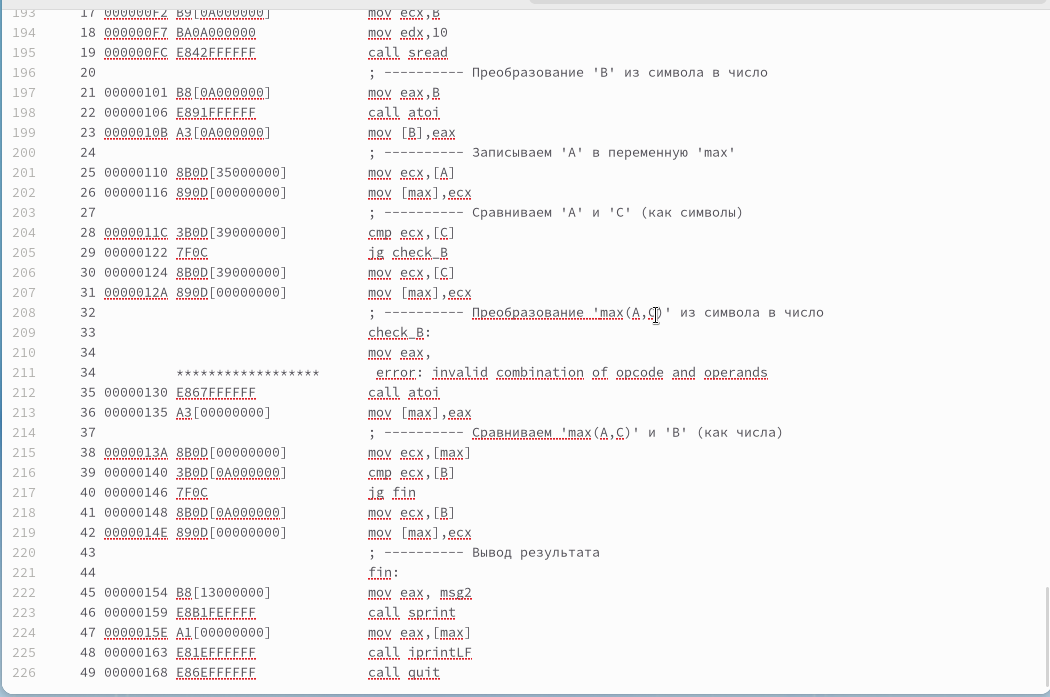 193 17 000000F2 B9[0A000000] mov ecx,B
194 18 000000F7 BA0A000000 mov edx,10
195 19 000000FC E842FFFFFF call sread
196 20 ; ---------- Преобразование 'B' из символа в число
197 21 00000101 B8[0A000000] mov eax,B
198 22 00000106 E891FFFFFF call atoi
199 23 0000010B A3[0A000000] mov [B],eax
200 24 ; ---------- Записываем 'A' в переменную 'max'
201 25 00000110 8B0D[35000000] mov ecx,[A]
202 26 00000116 890D[00000000] mov [max],ecx
203 27 ; ---------- Сравниваем 'A' и 'С' (как символы)
204 28 0000011C 3B0D[39000000] cmp ecx,[C]
205 29 00000122 7F0C jg check_B
206 30 00000124 8B0D[39000000] mov ecx,[C]
207 31 0000012A 890D[00000000] mov [max],ecx
208 32 ; ---------- Преобразование 'max(A,C)' из символа в число
209 33 check_B:
210 34 mov eax,
211 34 ****************** error: invalid combination of opcode and operands
212 35 00000130 E867FFFFFF call atoi
213 36 00000135 A3[00000000] mov [max],eax
214 37 ; ---------- Сравниваем 'max(A,C)' и 'B' (как числа)
215 38 0000013A 8B0D[00000000] mov ecx,[max]
216 39 00000140 3B0D[0A000000] cmp ecx,[B]
217 40 00000146 7F0C jg fin
218 41 00000148 8B0D[0A000000] mov ecx,[B]
219 42 0000014E 890D[00000000] mov [max],ecx
220 43 ; ---------- Вывод результата
221 44 fin:
222 45 00000154 B8[13000000] mov eax, msg2
223 46 00000159 E8B1FEFFFF call sprint
224 47 0000015E A1[00000000] mov eax,[max]
225 48 00000163 E81EFFFFFF call iprintLF
226 49 00000168 E86EFFFFFF call quit